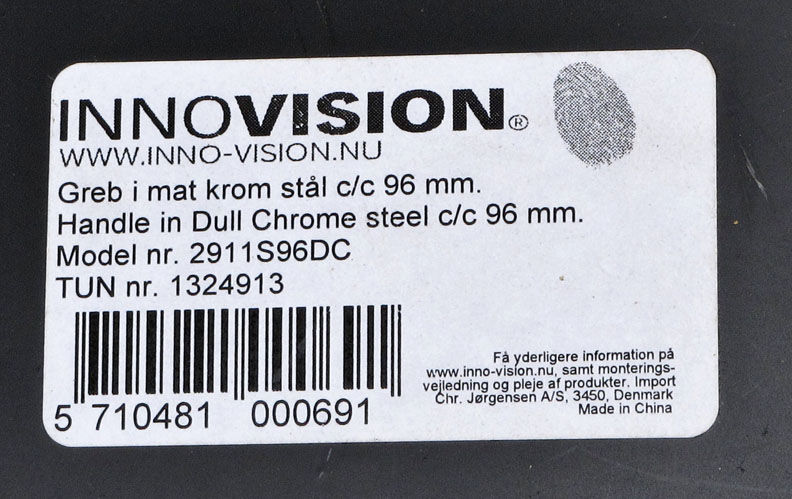 INNOVISION®
WWW.INNO-VISION.NU
Greb i mat krom stål c/c 96 mm.
Handle in Dull Chrome steel c/c 96 mm.
Model nr. 2911S96DC
TUN nr. 1324913
5 710481 000691
Få yderligere information på
www.inno-vision.nu, samt monterings-
vejledning og pleje af produkter. Import
Chr. Jørgensen A/S, 3450, Denmark
Made in China